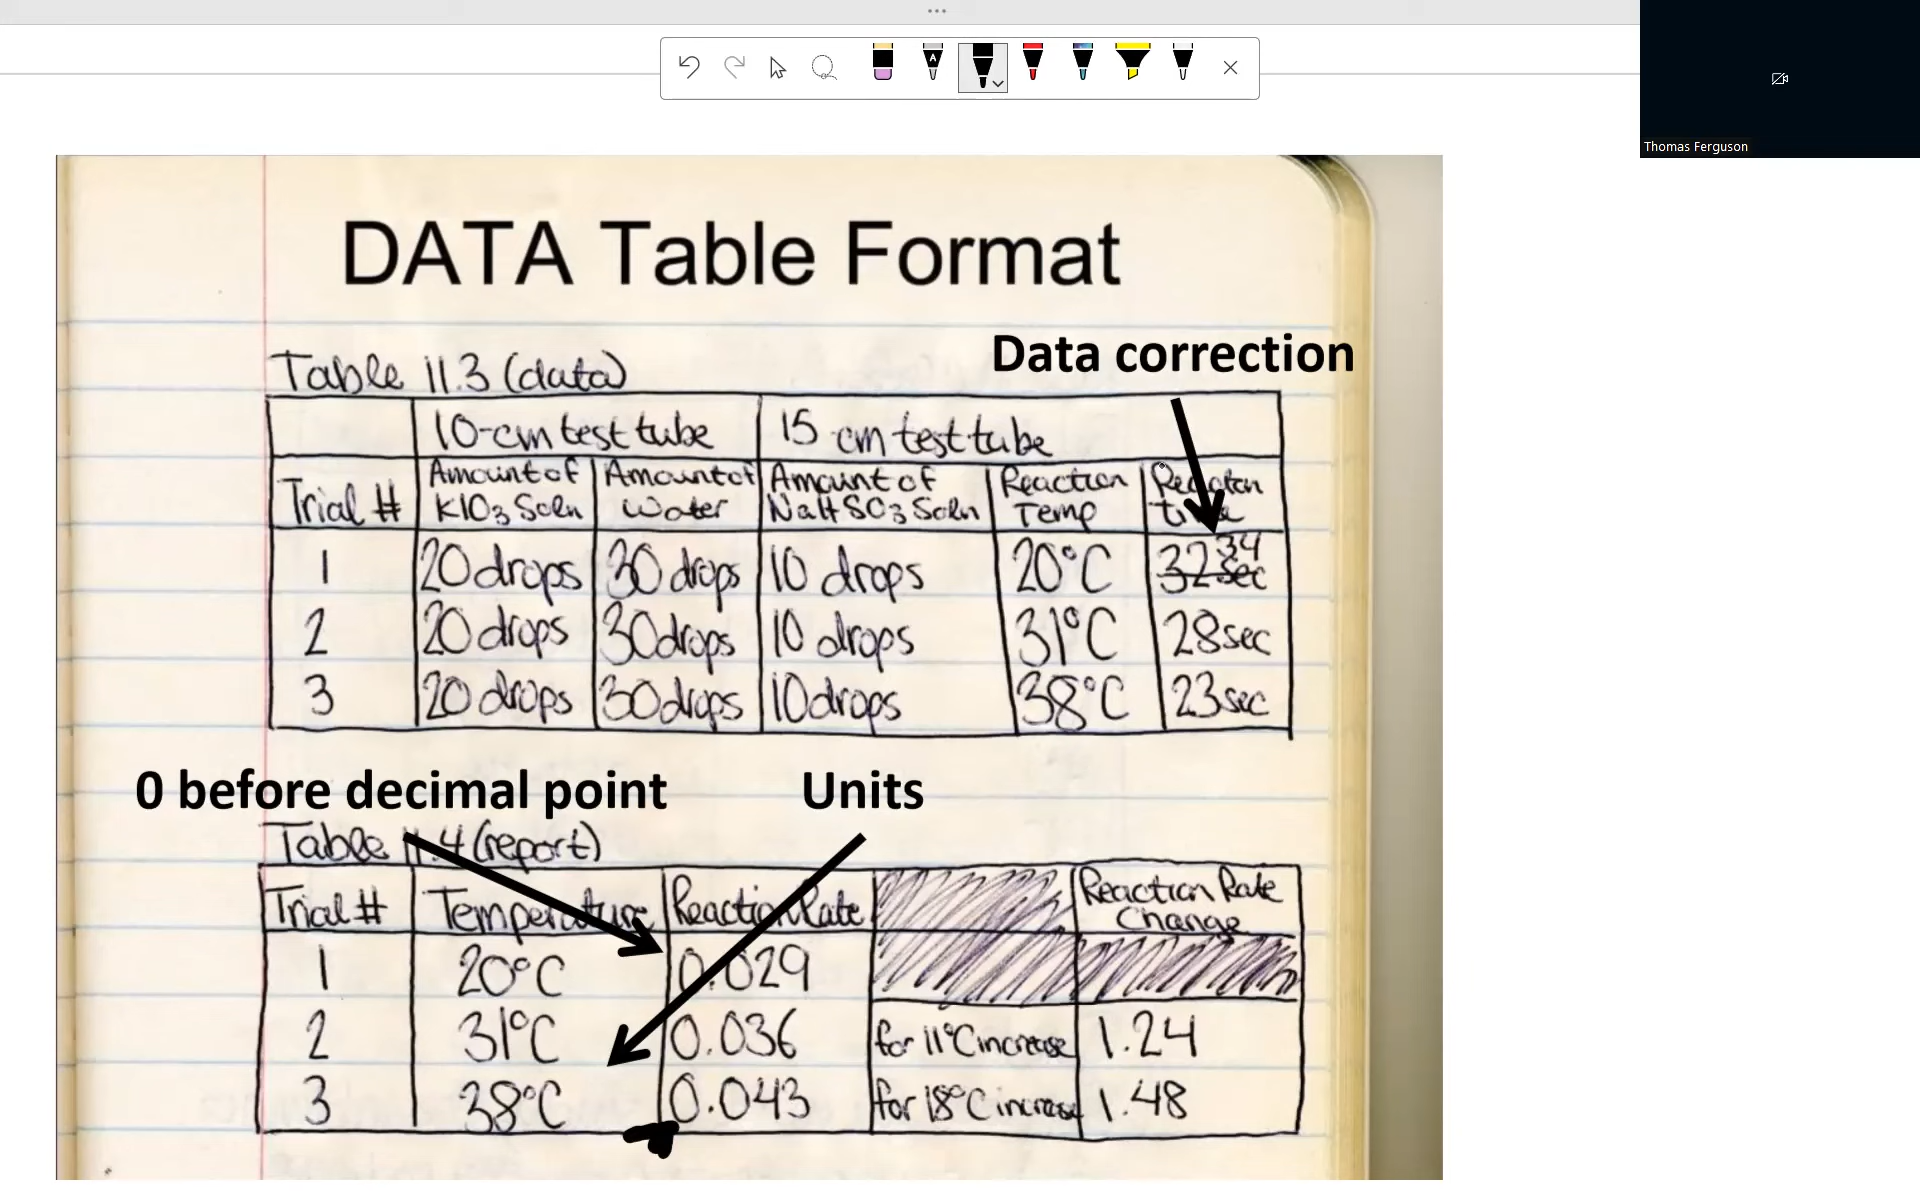 Thomas Ferguson
DATA Table Format
Data correction
Table 11.3 (data)
10-cm test tube 15 cm test tube
Trial # Amount of KIO3 Soln Amount of Water Amount of NaHSO3 Soln Reaction Temp Reaction time
1 20 drops 30 drops 10 drops 20°C 32 sec 34
2 20 drops 30 drops 10 drops 31°C 28 sec
3 20 drops 30 drops 10 drops 38°C 23 sec
0 before decimal point Units
Table 11.4 (report)
Trial # Temperature Reaction Rate Reaction Rate Change
1 20°C 0.029
2 31°C 0.036 for 11°C increase 1.24
3 38°C 0.043 for 18°C increase 1.48